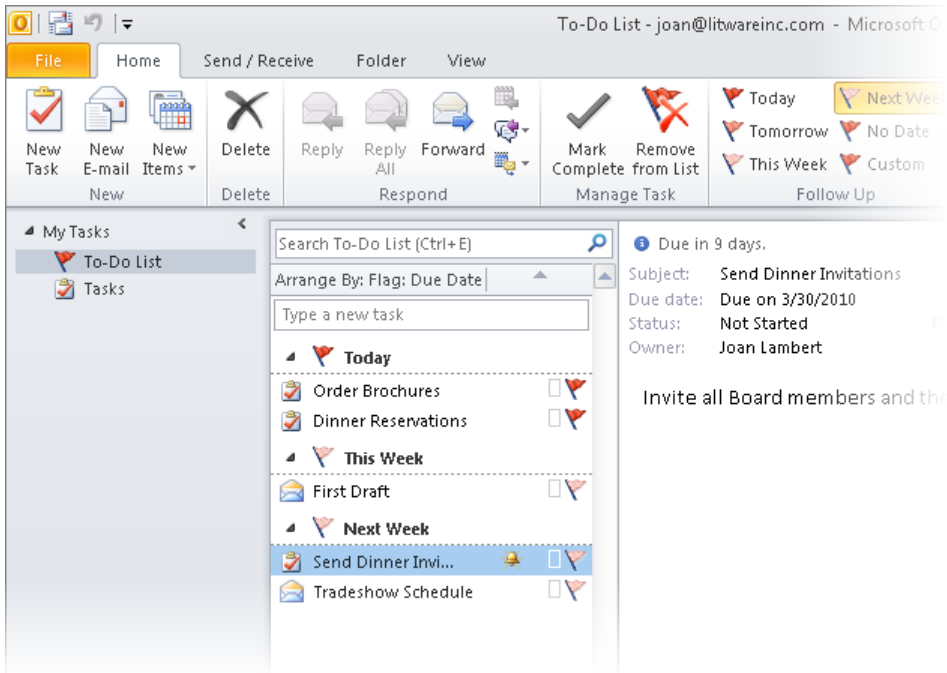 To-Do List - joan@litwareinc.com - Microsoft
File Home Send / Receive Folder View
New Task
New E-mail
New Items
Delete
Reply
Reply All
Forward
Mark Complete
Remove from List
Today
Next Week
Tomorrow
No Date
This Week
Custom
New Delete Respond Manage Task Follow Up
My Tasks
To-Do List
Tasks
Search To-Do List (Ctrl+E)
Arrange By: Flag: Due Date
Type a new task
Today
Order Brochures
Dinner Reservations
This Week
First Draft
Next Week
Send Dinner Invi...
Tradeshow Schedule
Due in 9 days.
Subject: Send Dinner Invitations
Due date: Due on 3/30/2010
Status: Not Started
Owner: Joan Lambert
Invite all Board members and the